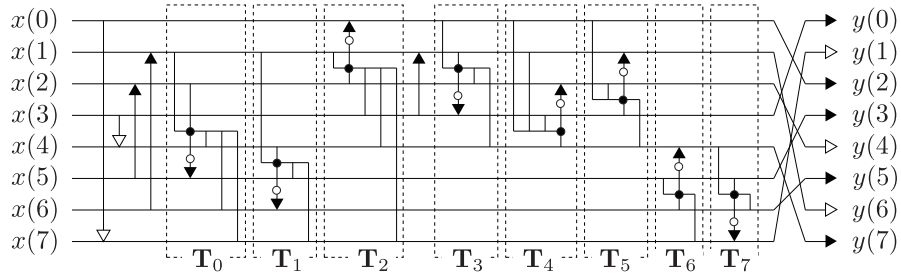 x(0) y(0)
x(1) y(1)
x(2) y(2)
x(3) y(3)
x(4) y(4)
x(5) y(5)
x(6) y(6)
x(7) y(7)
T₀ T₁ T₂ T₃ T₄ T₅ T₆ T₇